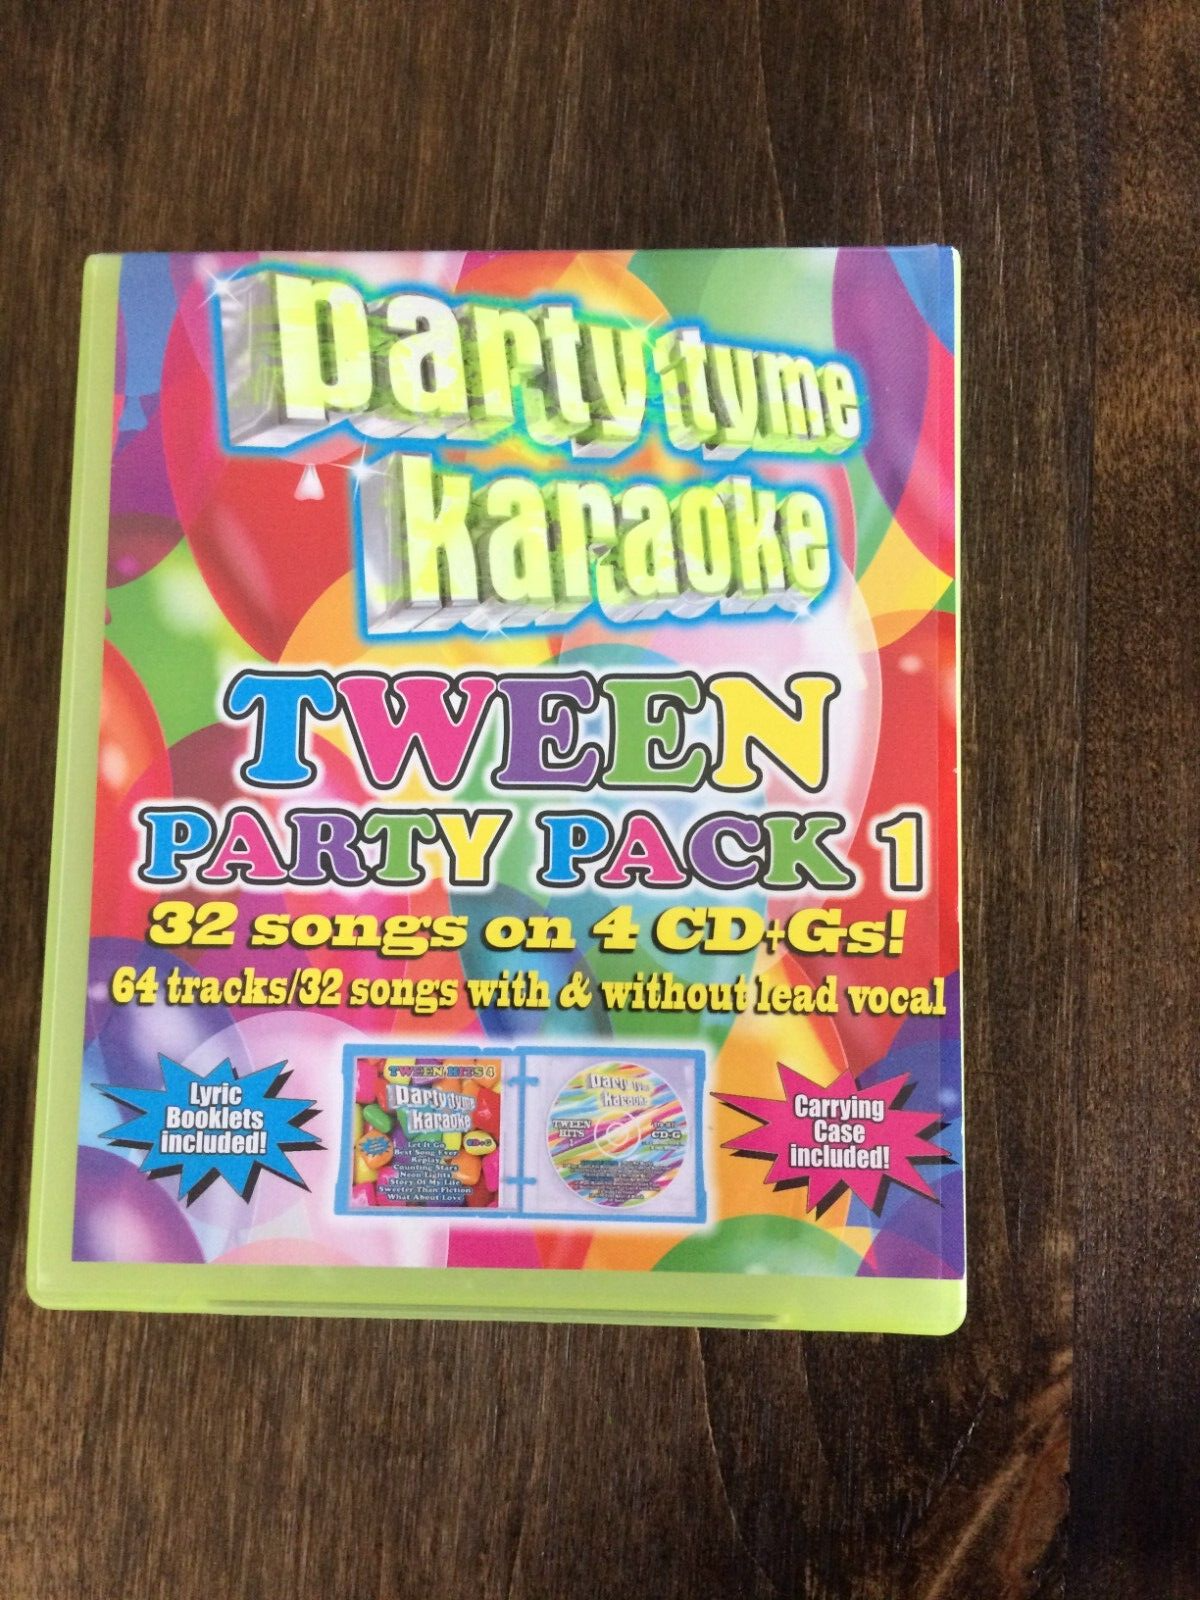 party tyme
karaoke
TWEEN
PARTY PACK 1
32 songs on 4 CD+Gs!
64 tracks/32 songs with & without lead vocal
Lyric
Booklets
included!
TWEEN HITS 4
party tyme
karaoke
CD+G
Let It Go
Best Song Ever
Replay
Counting Stars
Neon Lights
Story Of My Life
Sweeter Than Fiction
What About Love
party tyme
karaoke
TWEEN
HITS
CD+G
Carrying
Case
included!